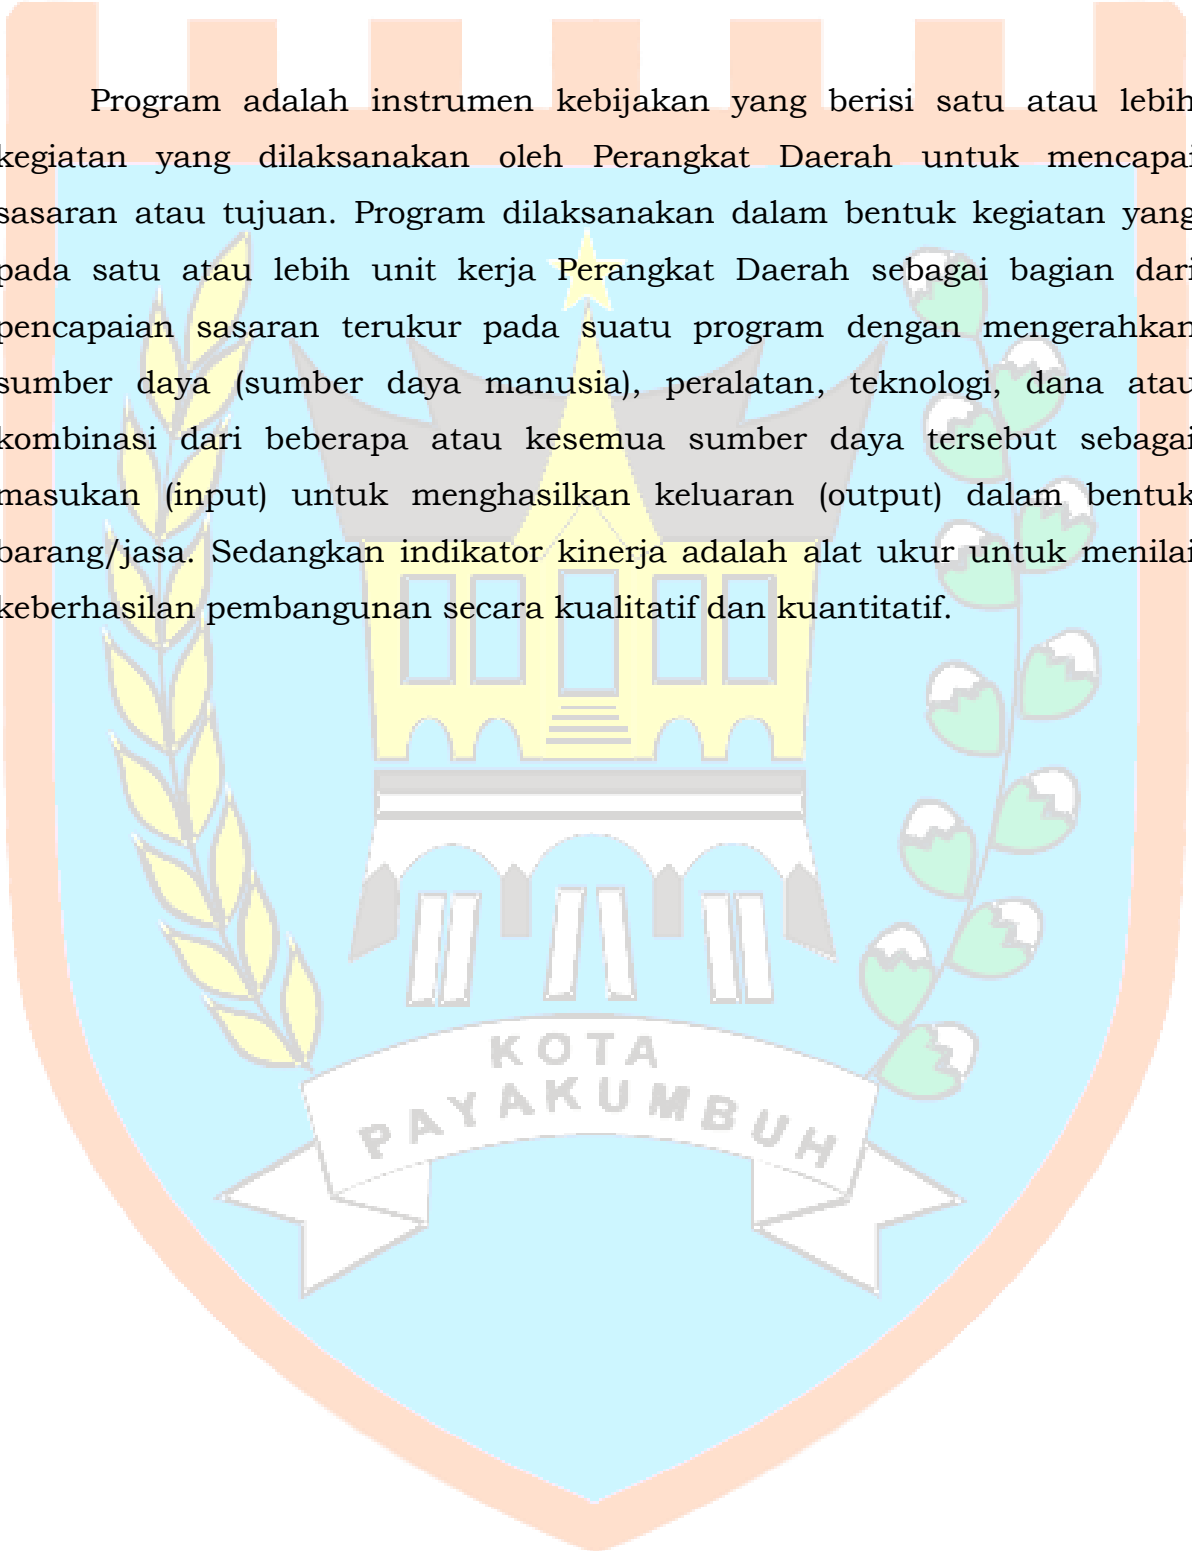 Program adalah instrumen kebijakan yang berisi satu atau lebih
kegiatan yang dilaksanakan oleh Perangkat Daerah untuk mencapai
sasaran atau tujuan. Program dilaksanakan dalam bentuk kegiatan yang
pada satu atau lebih unit kerja Perangkat Daerah sebagai bagian dari
pencapaian sasaran terukur pada suatu program dengan mengerahkan
sumber daya (sumber daya manusia), peralatan, teknologi, dana atau
kombinasi dari beberapa atau kesemua sumber daya tersebut sebagai
masukan (input) untuk menghasilkan keluaran (output) dalam bentuk
barang/jasa. Sedangkan indikator kinerja adalah alat ukur untuk menilai
keberhasilan pembangunan secara kualitatif dan kuantitatif.
KOTA
PAYAKUMBUH